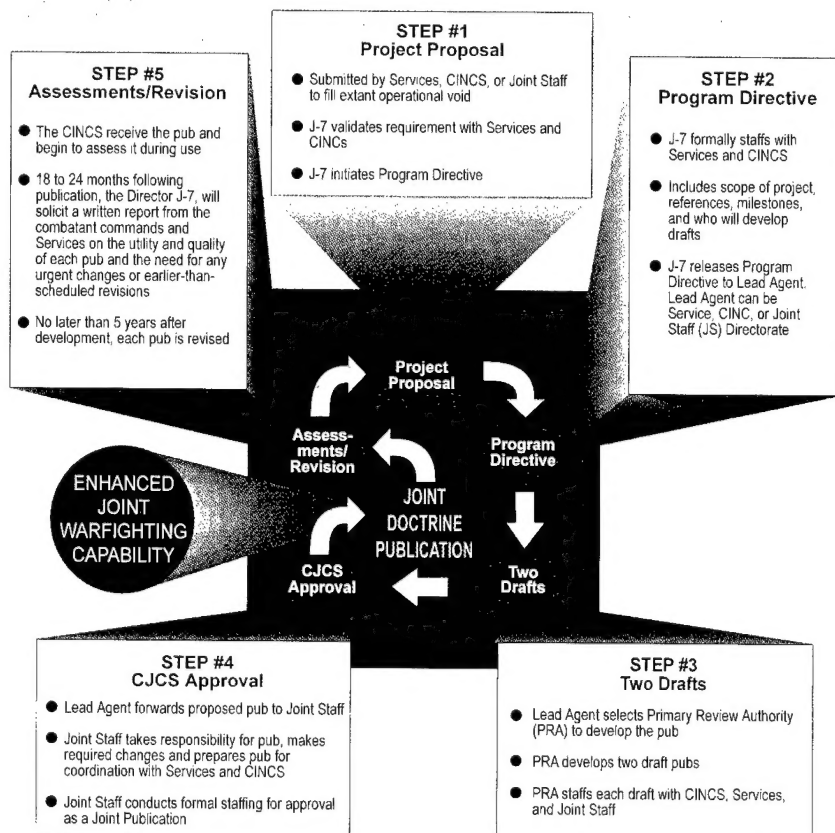 STEP #1
Project Proposal
● Submitted by Services, CINCS, or Joint Staff
to fill extant operational void
● J-7 validates requirement with Services and
CINCs
● J-7 initiates Program Directive
STEP #5
Assessments/Revision
● The CINCS receive the pub and
begin to assess it during use
● 18 to 24 months following
publication, the Director J-7, will
solicit a written report from the
combatant commands and
Services on the utility and quality
of each pub and the need for any
urgent changes or earlier-than-
scheduled revisions
● No later than 5 years after
development, each pub is revised
STEP #2
Program Directive
● J-7 formally staffs with
Services and CINCS
● Includes scope of project,
references, milestones,
and who will develop
drafts
● J-7 releases Program
Directive to Lead Agent.
Lead Agent can be
Service, CINC, or Joint
Staff (JS) Directorate
Project
Proposal
Assess-
ments/
Revision
Program
Directive
ENHANCED
JOINT
WARFIGHTING
CAPABILITY
JOINT
DOCTRINE
PUBLICATION
CJCS
Approval
Two
Drafts
STEP #4
CJCS Approval
● Lead Agent forwards proposed pub to Joint Staff
● Joint Staff takes responsibility for pub, makes
required changes and prepares pub for
coordination with Services and CINCS
● Joint Staff conducts formal staffing for approval
as a Joint Publication
STEP #3
Two Drafts
● Lead Agent selects Primary Review Authority
(PRA) to develop the pub
● PRA develops two draft pubs
● PRA staffs each draft with CINCS, Services,
and Joint Staff